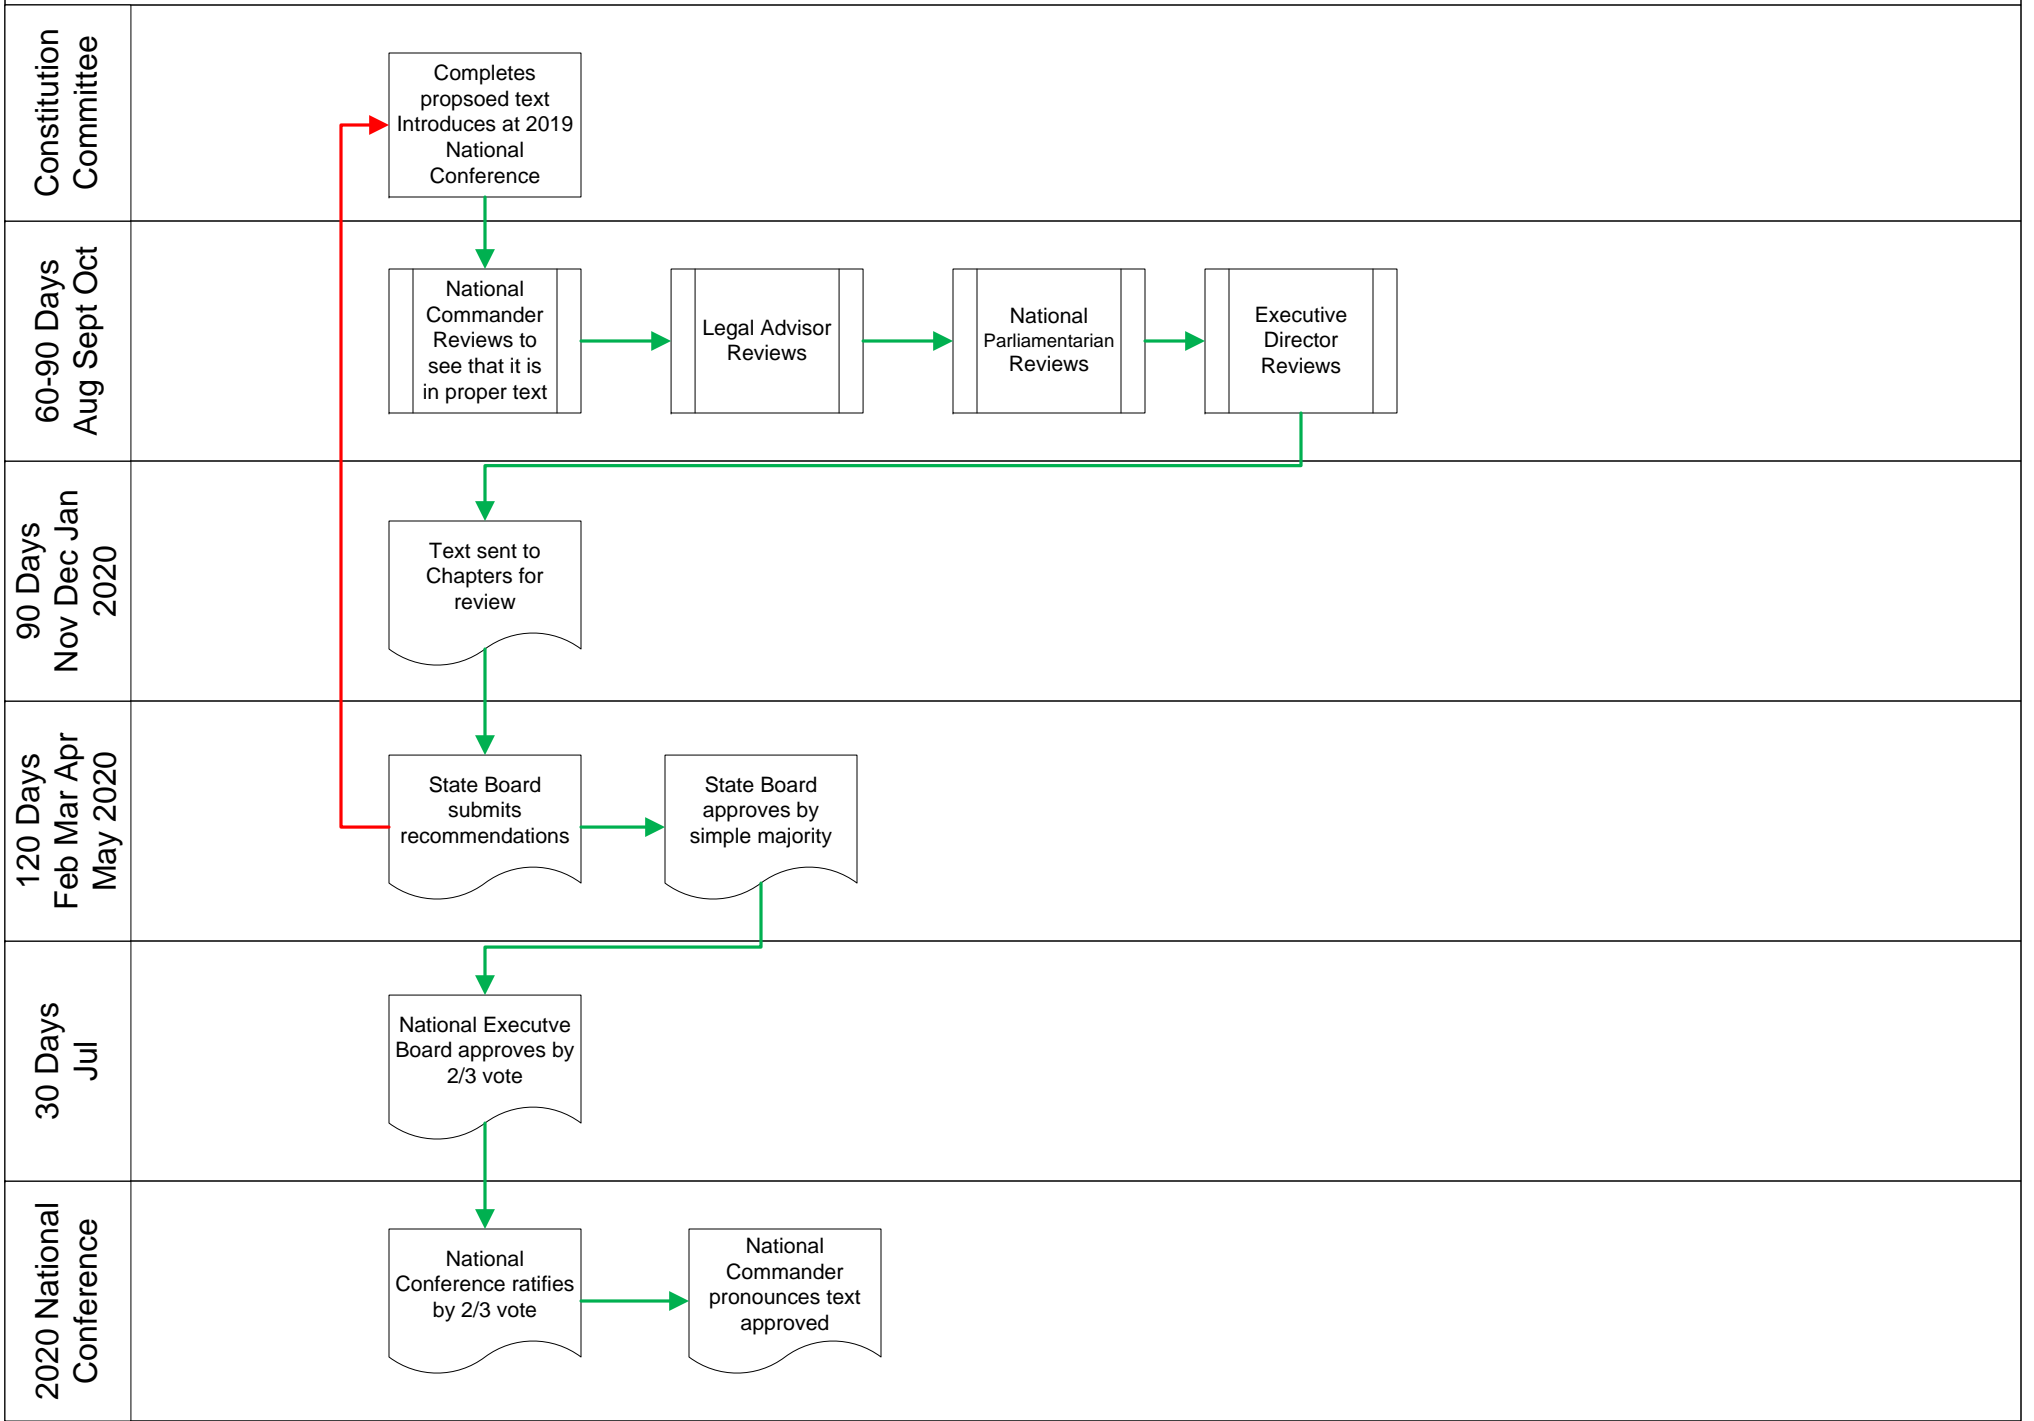 Constitution
Committee
Completes
propsoed text
Introduces at 2019
National
Conference
60-90 Days
Aug Sept Oct
National
Commander
Reviews to
see that it is
in proper text
Legal Advisor
Reviews
National
Parliamentarian
Reviews
Executive
Director
Reviews
90 Days
Nov Dec Jan
2020
Text sent to
Chapters for
review
120 Days
Feb Mar Apr
May 2020
State Board
submits
recommendations
State Board
approves by
simple majority
30 Days
Jul
National Executve
Board approves by
2/3 vote
2020 National
Conference
National
Conference ratifies
by 2/3 vote
National
Commander
pronounces text
approved